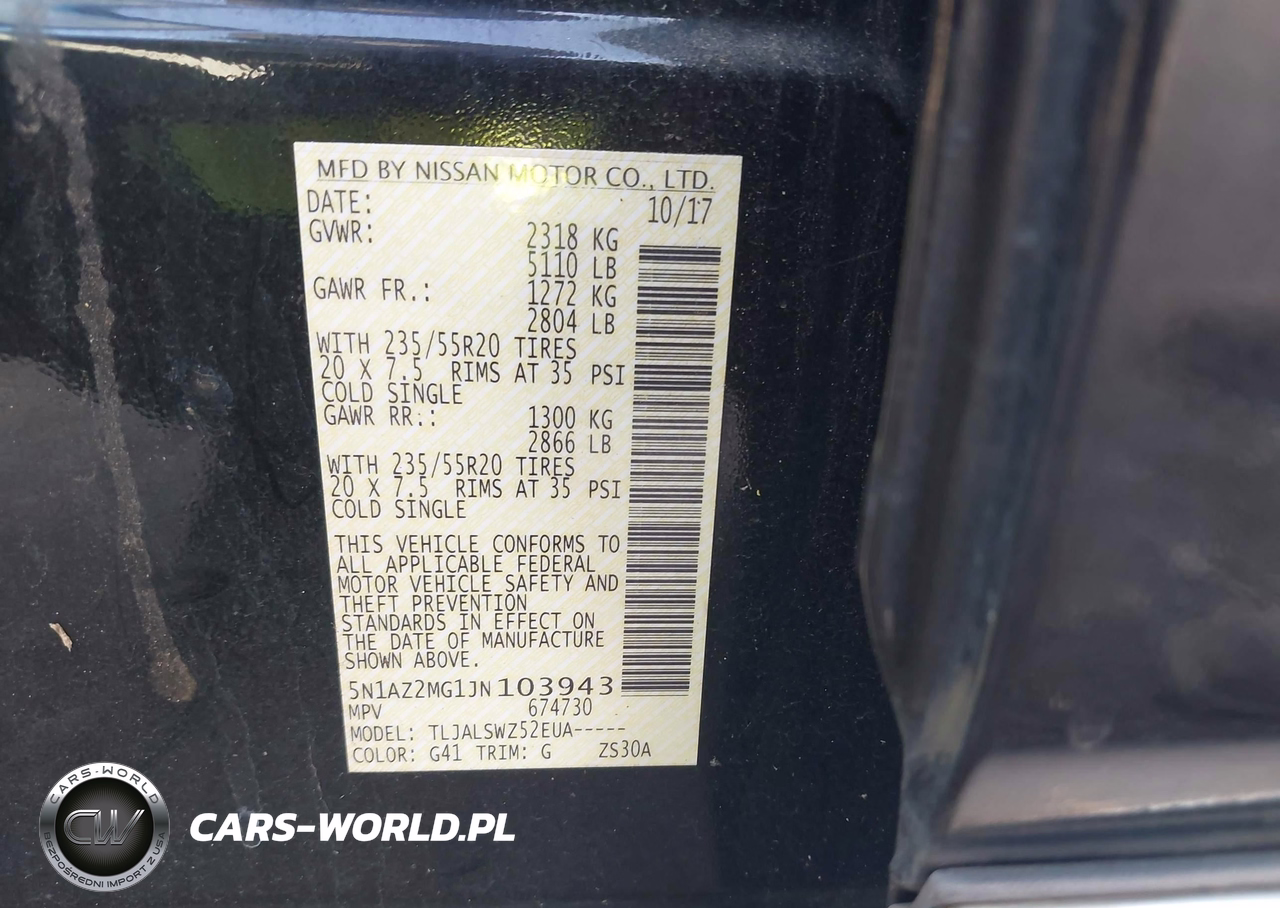 MFD BY NISSAN MOTOR CO., LTD.
DATE: 10/17
GVWR: 2318 KG
5110 LB
GAWR FR.: 1272 KG
2804 LB
WITH 235/55R20 TIRES
20 X 7.5 RIMS AT 35 PSI
COLD SINGLE
GAWR RR.: 1300 KG
2866 LB
WITH 235/55R20 TIRES
20 X 7.5 RIMS AT 35 PSI
COLD SINGLE
THIS VEHICLE CONFORMS TO
ALL APPLICABLE FEDERAL
MOTOR VEHICLE SAFETY AND
THEFT PREVENTION
STANDARDS IN EFFECT ON
THE DATE OF MANUFACTURE
SHOWN ABOVE.
5N1AZ2MG1JN103943
MPV 674730
MODEL: TLJALSWZ52EUA-----
COLOR: G41 TRIM: G ZS30A
CARS-WORLD
CW
BEZPOŚREDNI IMPORT Z USA
CARS-WORLD.PL